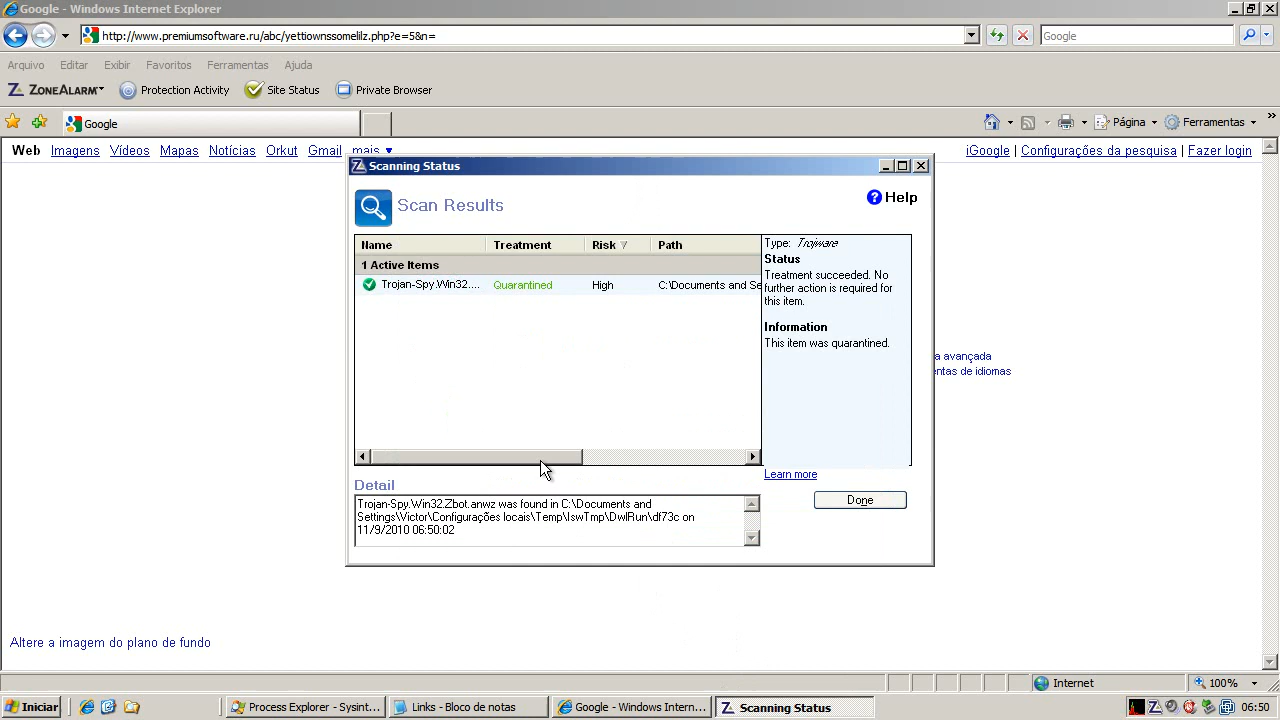 Google - Windows Internet Explorer
http://www.premiumsoftware.ru/abc/yettiownssomelilz.php?e=5&n=
Google
Arquivo Editar Exibir Favoritos Ferramentas Ajuda
ZONEALARM Protection Activity Site Status Private Browser
Google
Página Ferramentas
Web Imagens Vídeos Mapas Notícias Orkut Gmail mais
iGoogle | Configurações da pesquisa | Fazer login
Scanning Status
Scan Results
Help
Name Treatment Risk Path
1 Active Items
Trojan-Spy.Win32.... Quarantined High C:\Documents and Se
Type: Trojware
Status
Treatment succeeded. No
further action is required for
this item.
Information
This item was quarantined.
a avançada
entas de idiomas
Learn more
Detail
Trojan-Spy.Win32.Zbot.anwz was found in C:\Documents and
Settings\Victor\Configurações locais\Temp\IswTmp\DwlRun\df73c on
11/9/2010 06:50:02
Done
Altere a imagem do plano de fundo
Internet
100%
Iniciar
Process Explorer - Sysint...
Links - Bloco de notas
Google - Windows Intern...
Scanning Status
06:50